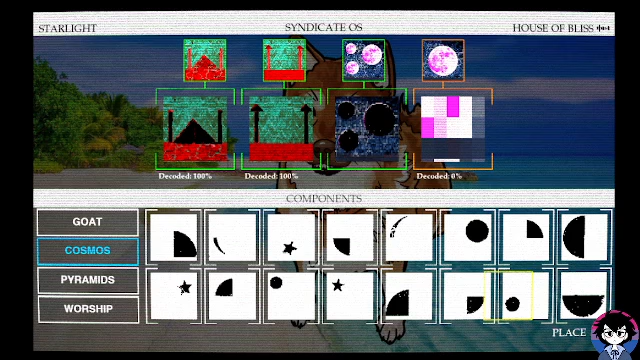 STARLIGHT
SYNDICATE OS
HOUSE OF BLISS
Decoded: 100%
Decoded: 100%
Decoded: 0%
COMPONENTS
GOAT
COSMOS
PYRAMIDS
WORSHIP
PLACE